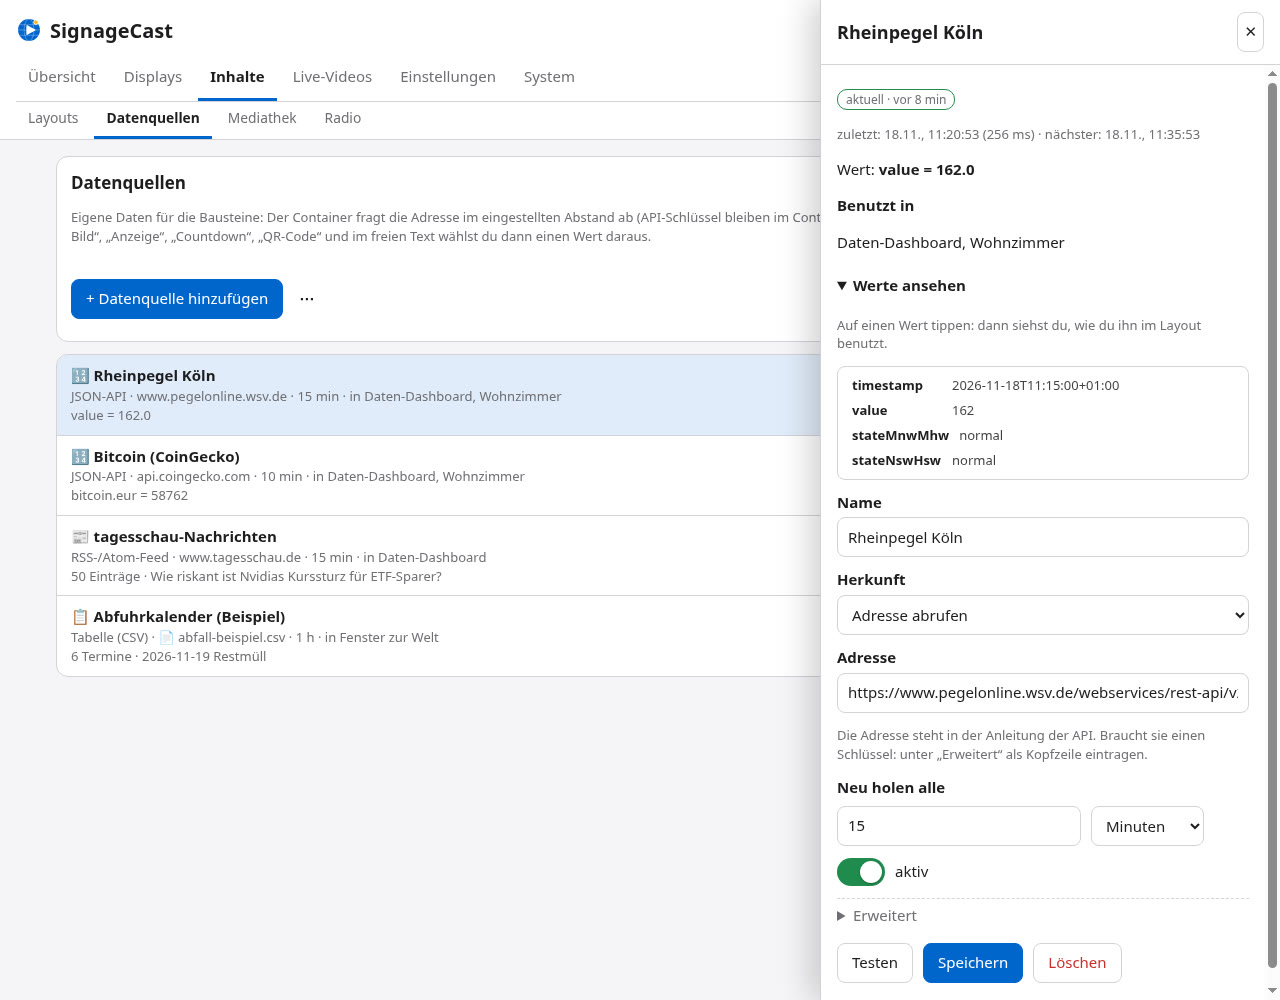 SignageCast
Übersicht Displays Inhalte Live-Videos Einstellungen System
Layouts Datenquellen Mediathek Radio
Datenquellen
Eigene Daten für die Bausteine: Der Container fragt die Adresse im eingestellten Abstand ab (API-Schlüssel bleiben im Cont
Bild“, „Anzeige“, „Countdown“, „QR-Code“ und im freien Text wählst du dann einen Wert daraus.
+ Datenquelle hinzufügen ···
Rheinpegel Köln
JSON-API · www.pegelonline.wsv.de · 15 min · in Daten-Dashboard, Wohnzimmer
value = 162.0
Bitcoin (CoinGecko)
JSON-API · api.coingecko.com · 10 min · in Daten-Dashboard, Wohnzimmer
bitcoin.eur = 58762
tagesschau-Nachrichten
RSS-/Atom-Feed · www.tagesschau.de · 15 min · in Daten-Dashboard
50 Einträge · Wie riskant ist Nvidias Kurssturz für ETF-Sparer?
Abfuhrkalender (Beispiel)
Tabelle (CSV) · 📄 abfall-beispiel.csv · 1 h · in Fenster zur Welt
6 Termine · 2026-11-19 Restmüll
Rheinpegel Köln ✕
aktuell · vor 8 min
zuletzt: 18.11., 11:20:53 (256 ms) · nächster: 18.11., 11:35:53
Wert: value = 162.0
Benutzt in
Daten-Dashboard, Wohnzimmer
▼ Werte ansehen
Auf einen Wert tippen: dann siehst du, wie du ihn im Layout
benutzt.
timestamp 2026-11-18T11:15:00+01:00
value 162
stateMnwMhw normal
stateNswHsw normal
Name
Rheinpegel Köln
Herkunft
Adresse abrufen
Adresse
https://www.pegelonline.wsv.de/webservices/rest-api/v
Die Adresse steht in der Anleitung der API. Braucht sie einen
Schlüssel: unter „Erweitert“ als Kopfzeile eintragen.
Neu holen alle
15 Minuten
aktiv
▶ Erweitert
Testen Speichern Löschen